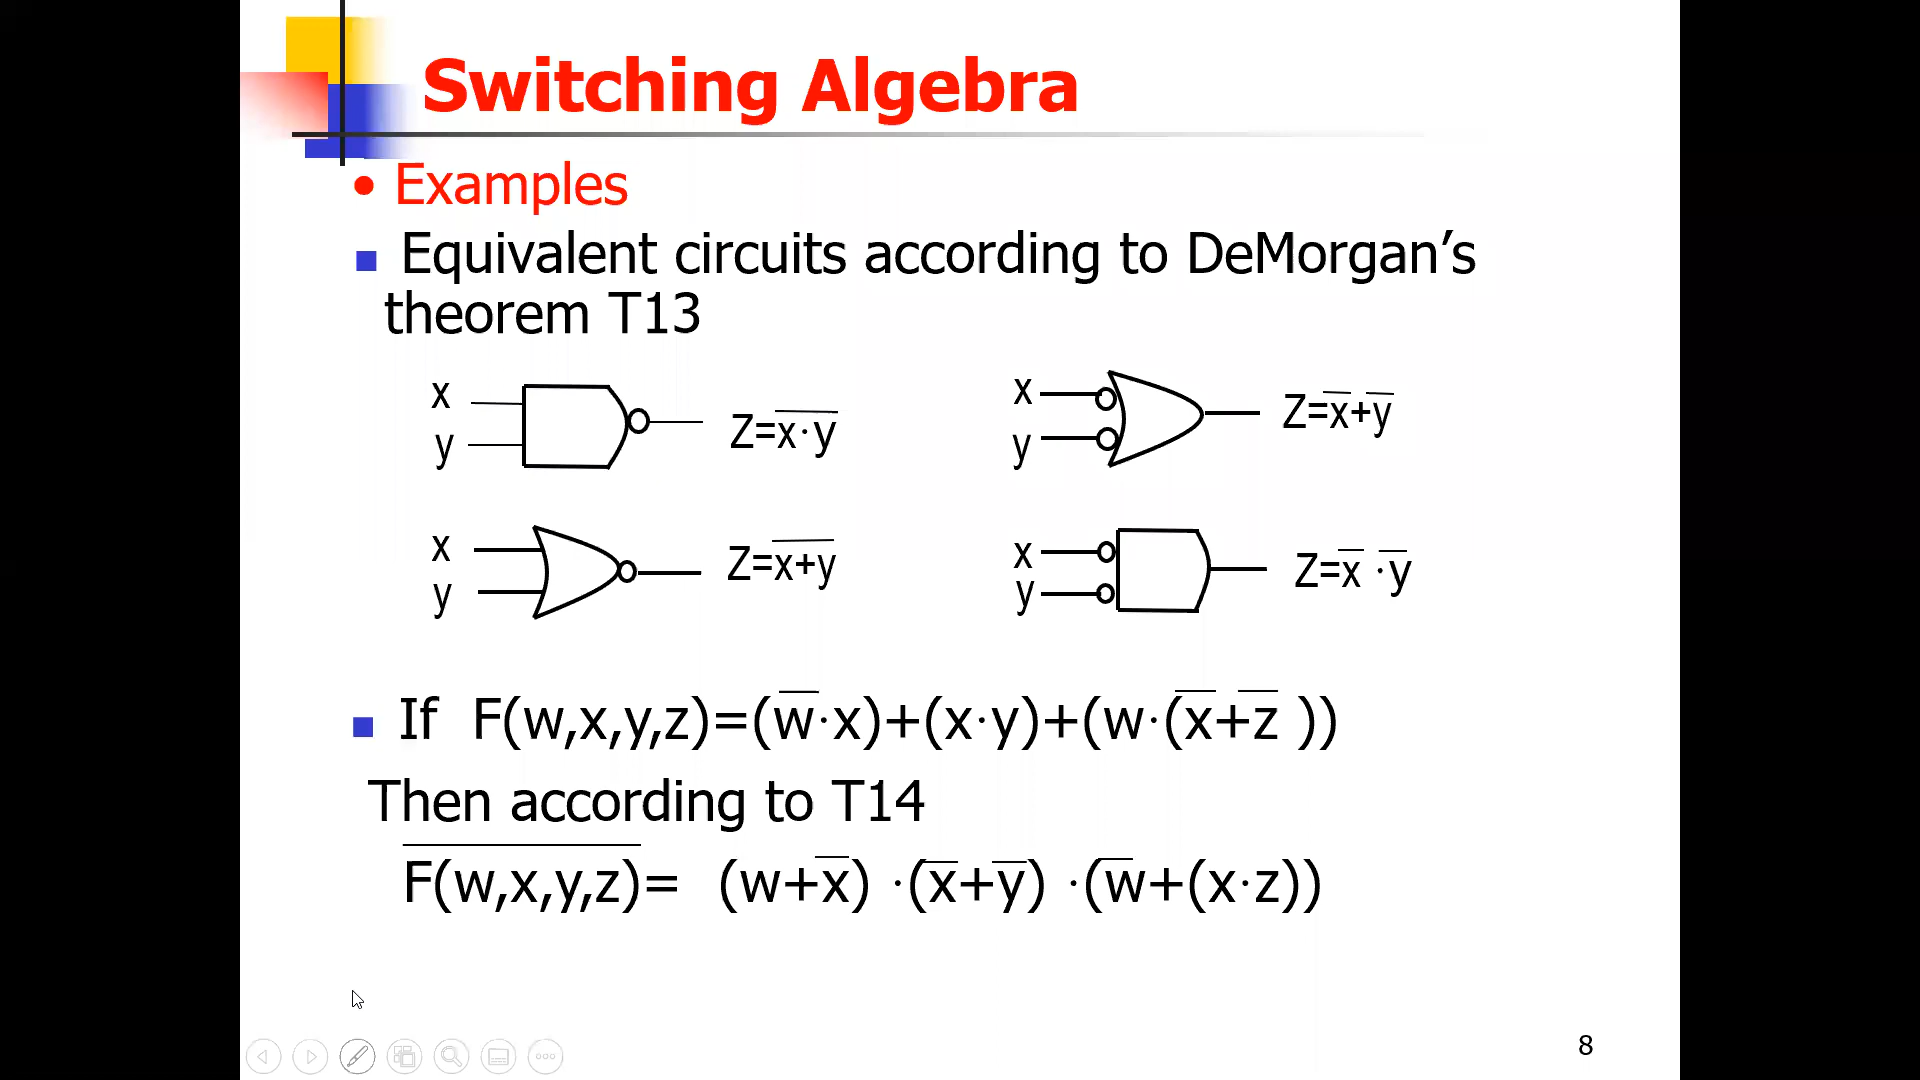 Switching Algebra
• Examples
▪ Equivalent circuits according to DeMorgan’s
theorem T13
x
y
Z=x̅·̅y̅
x
y
Z=x̅+y̅
x
y
Z=x̅+̅y̅
x
y
Z=x̅ ·y̅
▪ If F(w,x,y,z)=(w̅·x)+(x·y)+(w·(x̅+z̅ ))
Then according to T14
F̅(̅w̅,̅x̅,̅y̅,̅z̅)̅= (w+x̅) ·(x̅+y̅) ·(w̅+(x·z))
8